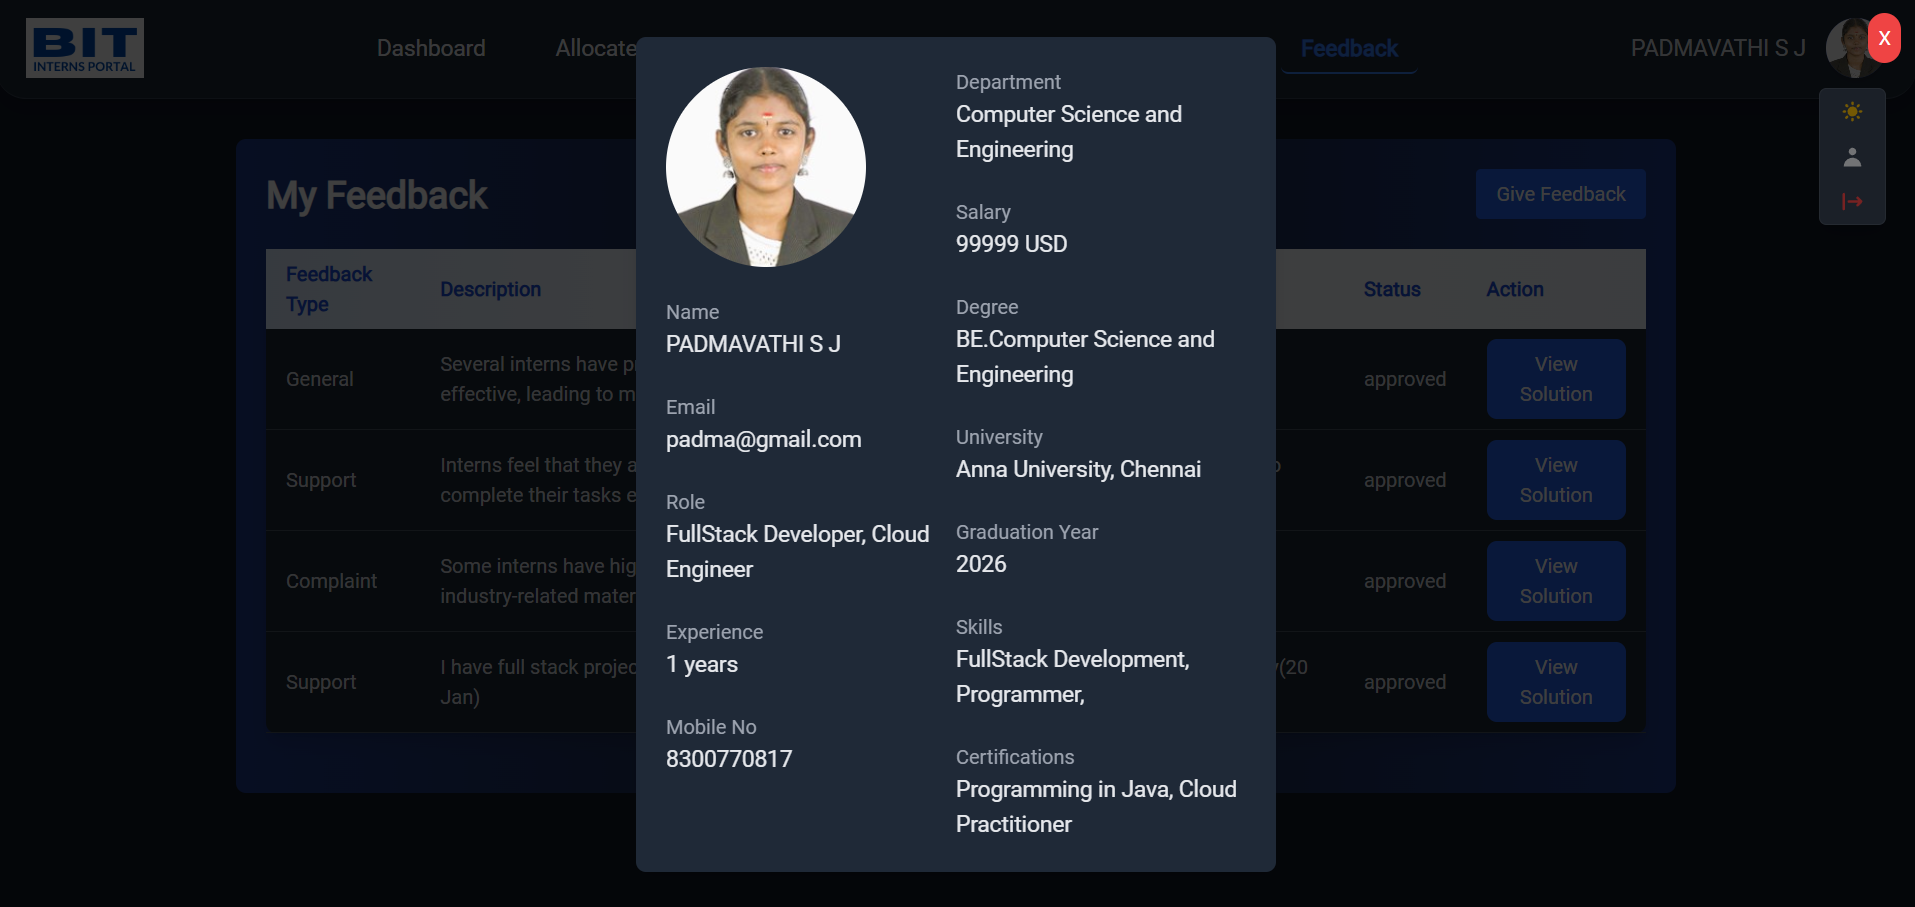 BIT
INTERNS PORTAL
Dashboard
Allocate
Feedback
PADMAVATHI S J
X
My Feedback
Give Feedback
Feedback
Type
Description
Status
Action
General
Several interns have
effective, leading to
approved
View
Solution
Support
Interns feel that they
complete their tasks
approved
View
Solution
Complaint
Some interns have
industry-related
approved
View
Solution
Support
I have full stack
(20
Jan)
approved
View
Solution
Name
PADMAVATHI S J
Email
padma@gmail.com
Role
FullStack Developer, Cloud
Engineer
Experience
1 years
Mobile No
8300770817
Department
Computer Science and
Engineering
Salary
99999 USD
Degree
BE.Computer Science and
Engineering
University
Anna University, Chennai
Graduation Year
2026
Skills
FullStack Development,
Programmer,
Certifications
Programming in Java, Cloud
Practitioner